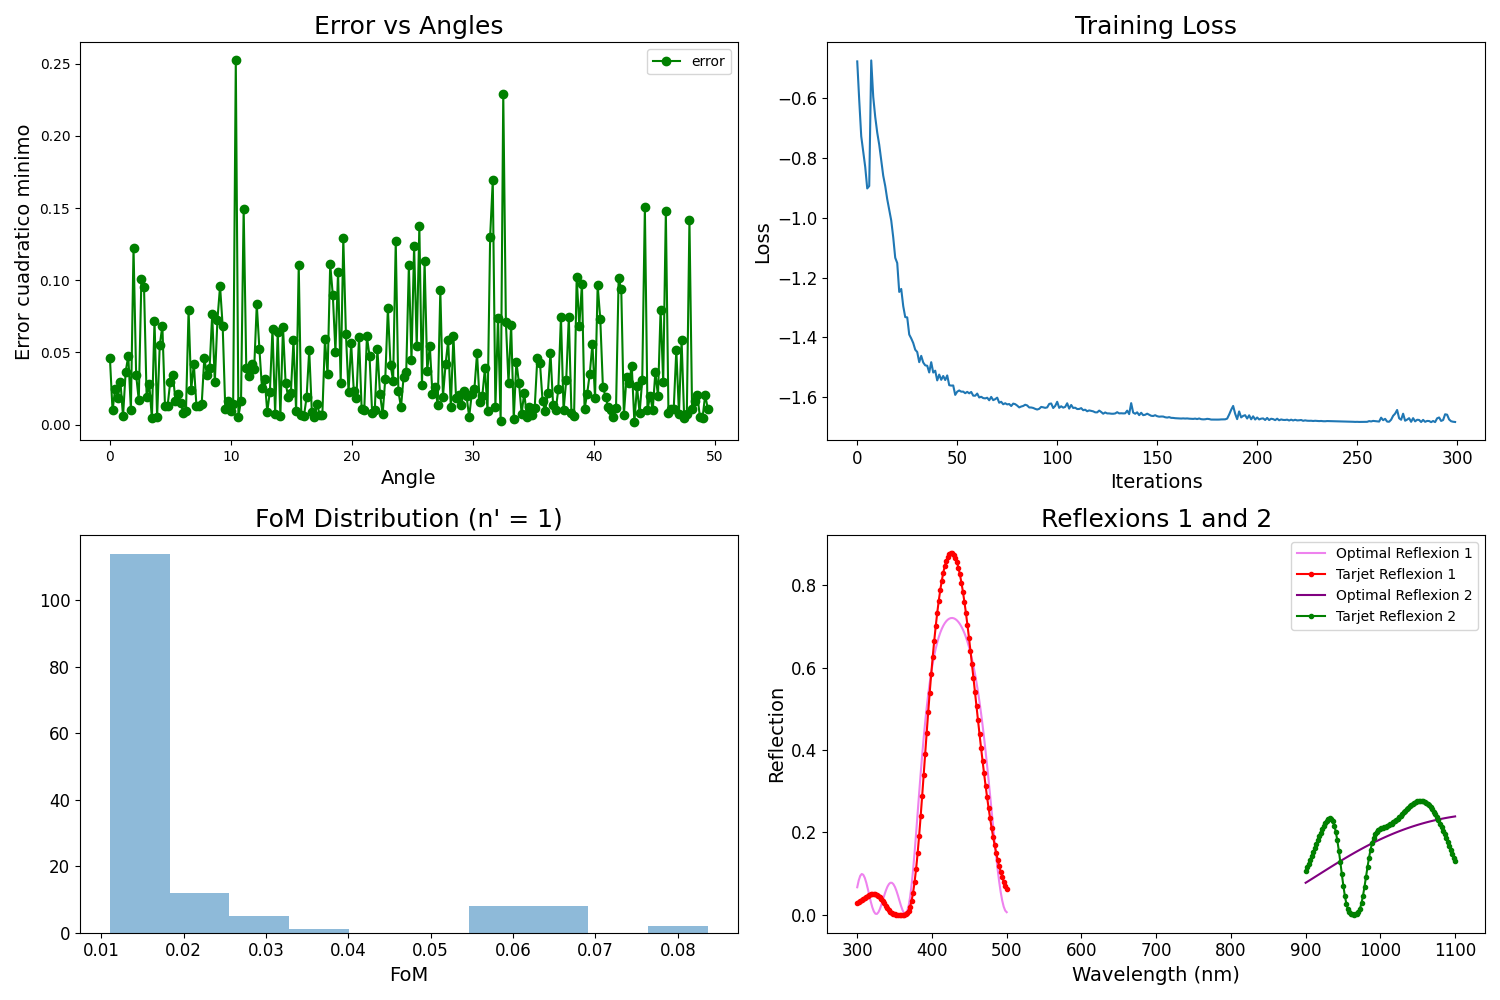 Error vs Angles
error
0.25
0.20
0.15
0.10
0.05
0.00
Error cuadratico minimo
0 10 20 30 40 50
Angle
Training Loss
−0.6
−0.8
−1.0
−1.2
−1.4
−1.6
Loss
0 50 100 150 200 250 300
Iterations
FoM Distribution (n' = 1)
100
80
60
40
20
0
0.01 0.02 0.03 0.04 0.05 0.06 0.07 0.08
FoM
Reflexions 1 and 2
Optimal Reflexion 1
Tarjet Reflexion 1
Optimal Reflexion 2
Tarjet Reflexion 2
0.8
0.6
0.4
0.2
0.0
Reflection
300 400 500 600 700 800 900 1000 1100
Wavelength (nm)